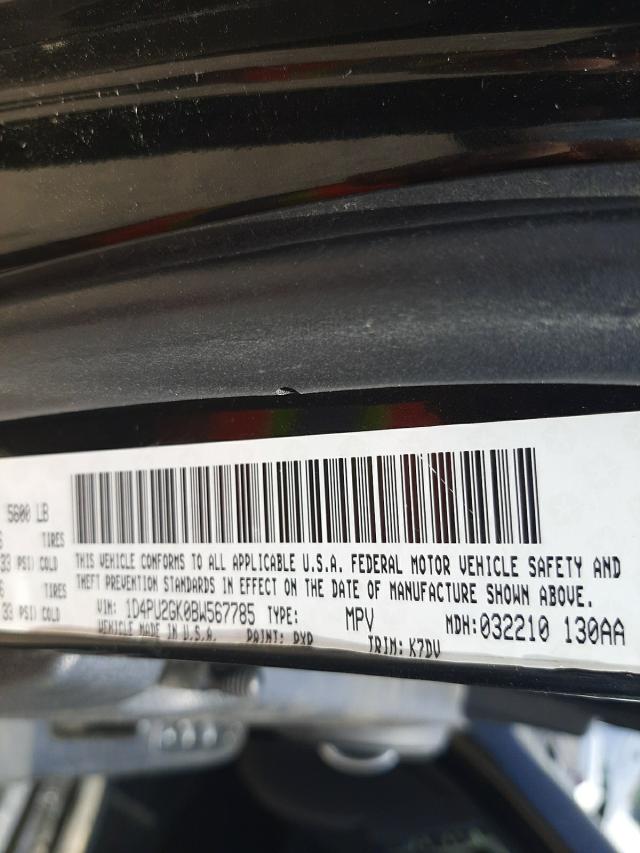 5600 LB
TIRES
33 PSI) COLD
TIRES
33 PSI) COLD
THIS VEHICLE CONFORMS TO ALL APPLICABLE U.S.A. FEDERAL MOTOR VEHICLE SAFETY AND
THEFT PREVENTION STANDARDS IN EFFECT ON THE DATE OF MANUFACTURE SHOWN ABOVE.
VIN: 1D4PU2GK0BW567785 TYPE: MPV MDH:032210 130AA
VEHICLE MADE IN U.S.A. PAINT: TRIM: K7DV